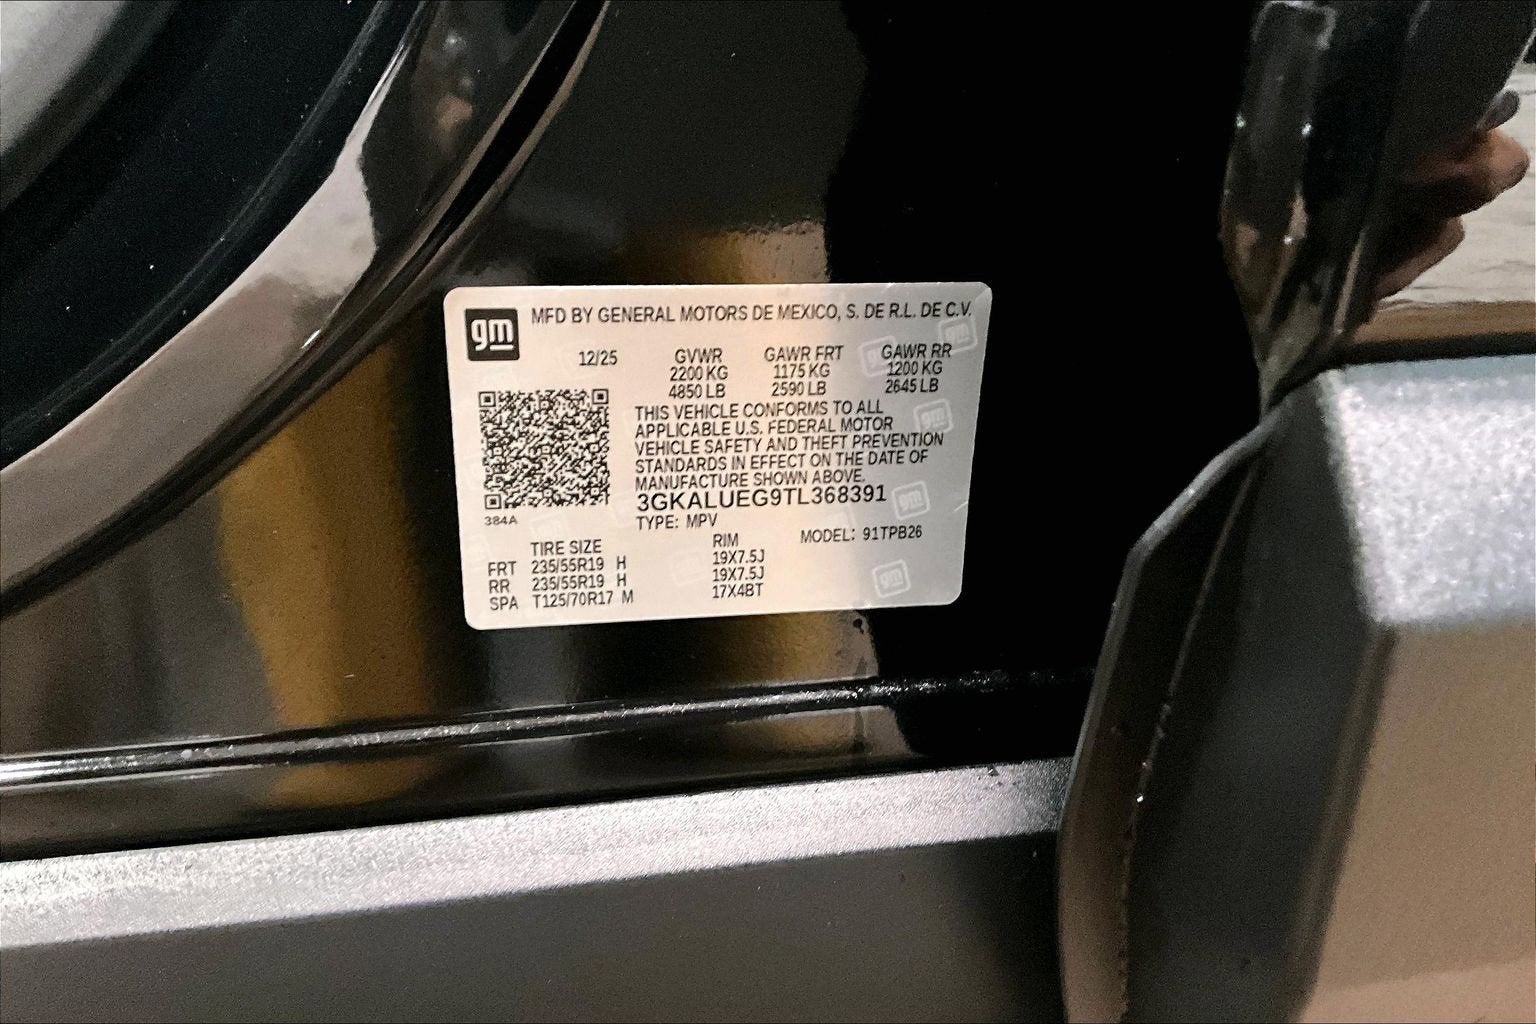 gm MFD BY GENERAL MOTORS DE MEXICO, S. DE R.L. DE C.V.
12/25 GVWR GAWR FRT GAWR RR
2200 KG 1175 KG 1200 KG
4850 LB 2590 LB 2645 LB
THIS VEHICLE CONFORMS TO ALL
APPLICABLE U.S. FEDERAL MOTOR
VEHICLE SAFETY AND THEFT PREVENTION
STANDARDS IN EFFECT ON THE DATE OF
MANUFACTURE SHOWN ABOVE.
3GKALUEG9TL368391
384A
TYPE: MPV
MODEL: 91TPB26
TIRE SIZE RIM
FRT 235/55R19 H 19X7.5J
RR 235/55R19 H 19X7.5J
SPA T125/70R17 M 17X4BT